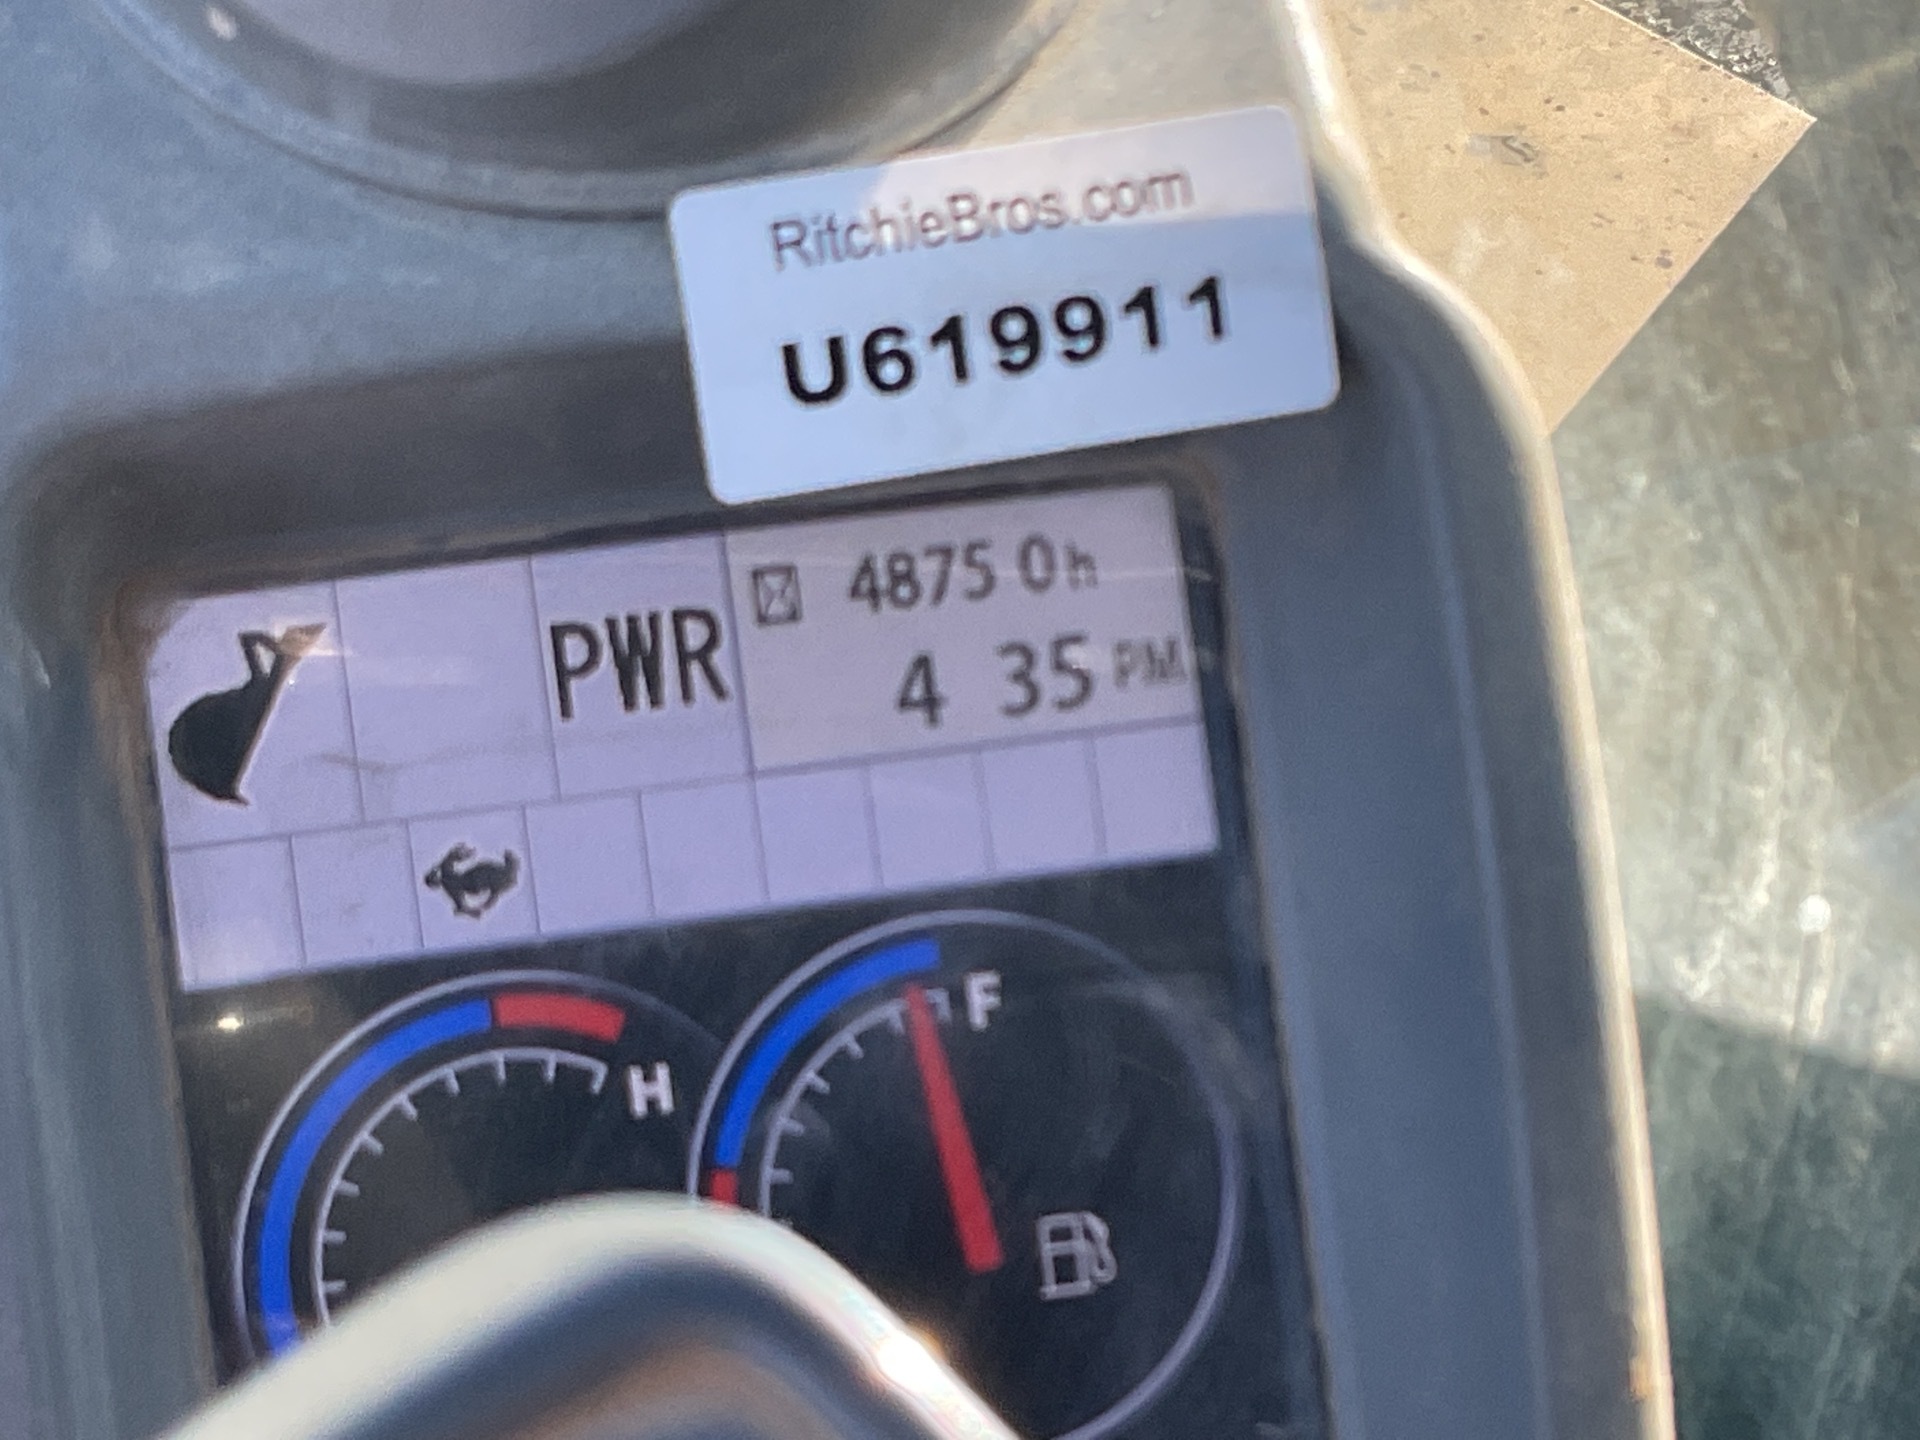 RitchieBros.com
U619911
PWR
4875 0h
4 35 PM
H
F